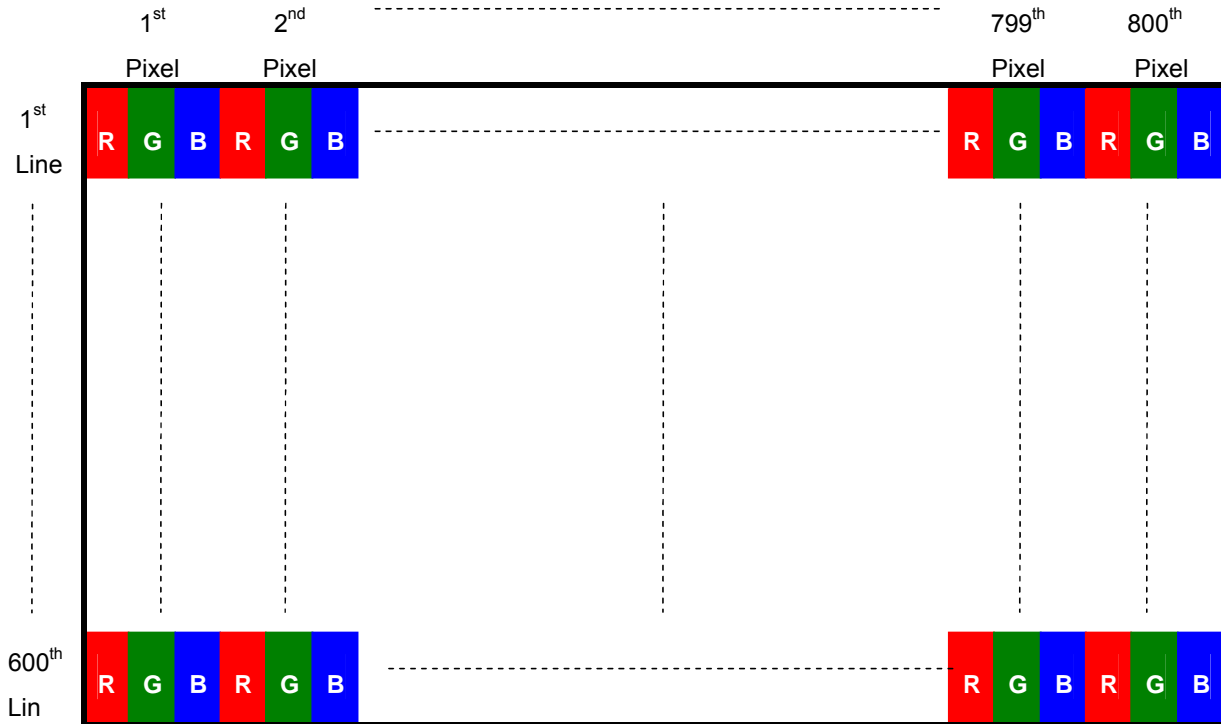 1st 2nd 799th 800th
Pixel Pixel Pixel Pixel
1st
Line
R G B R G B R G B R G B
600th
Lin
R G B R G B R G B R G B